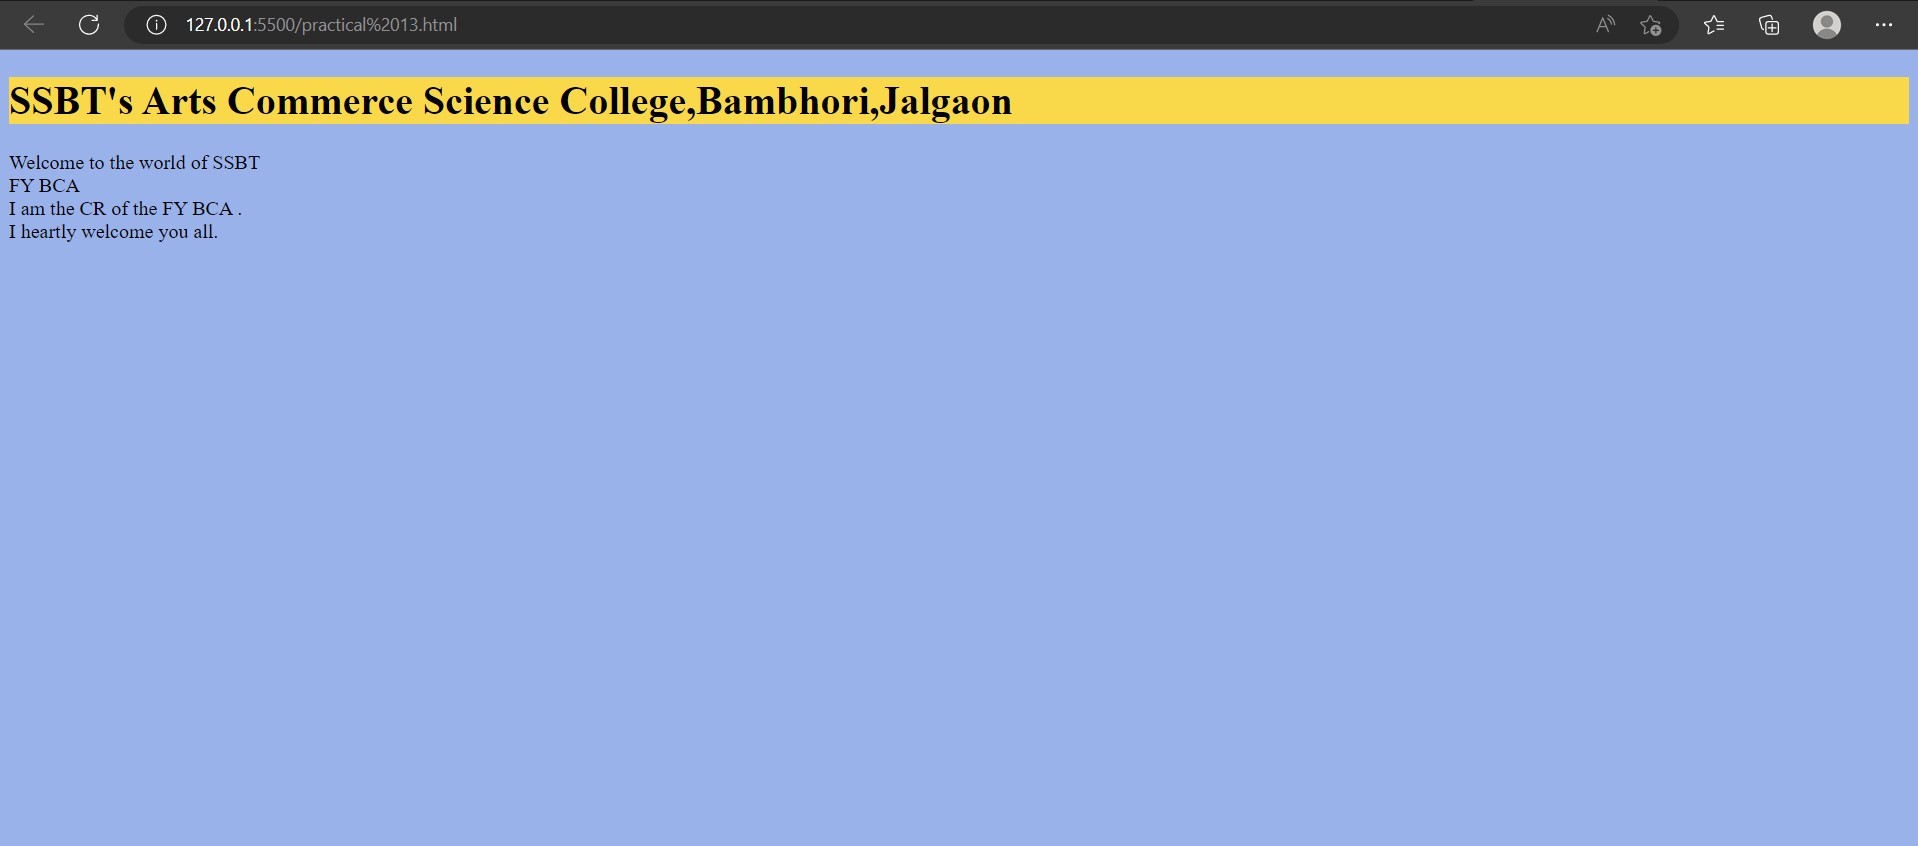 127.0.0.1:5500/practical%2013.html
SSBT's Arts Commerce Science College,Bambhori,Jalgaon
Welcome to the world of SSBT
FY BCA
I am the CR of the FY BCA .
I heartly welcome you all.